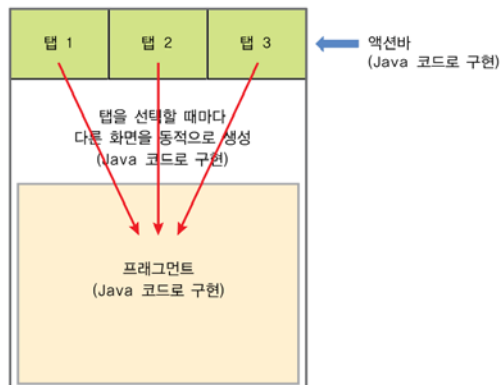 탭 1
탭 2
탭 3
액션바
(Java 코드로 구현)
탭을 선택할 때마다
다른 화면을 동적으로 생성
(Java 코드로 구현)
프래그먼트
(Java 코드로 구현)